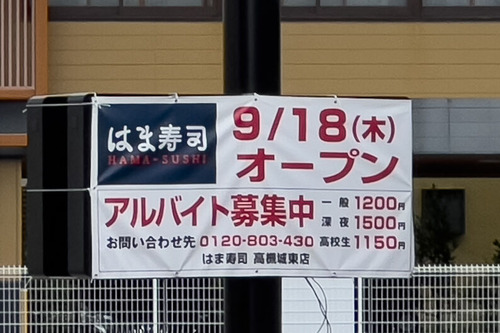 はま寿司
HAMA-SUSHI
9/18(木)
オープン
アルバイト募集中
一般 1200円
深夜 1500円
高校生 1150円
お問い合わせ先 0120-803-430
はま寿司 高槻城東店